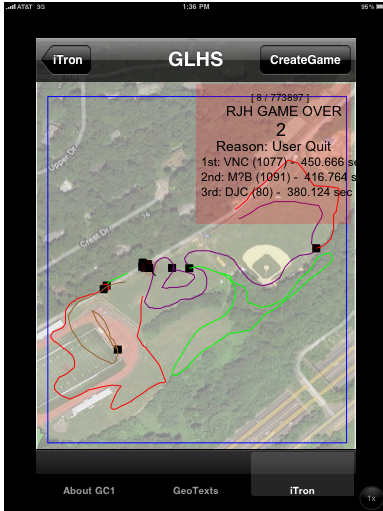 AT&T 3G 1:36 PM 95%
iTron GLHS CreateGame
[ 8 / 773897 ]
RJH GAME OVER
2
Reason: User Quit
1st: VNC (1077) - 450.666 se
2nd: M?B (1091) - 416.764 s
3rd: DJC (80) - 380.124 sec
Upper Dr
Crest Dr
74
About GC1 GeoTexts iTron
1x